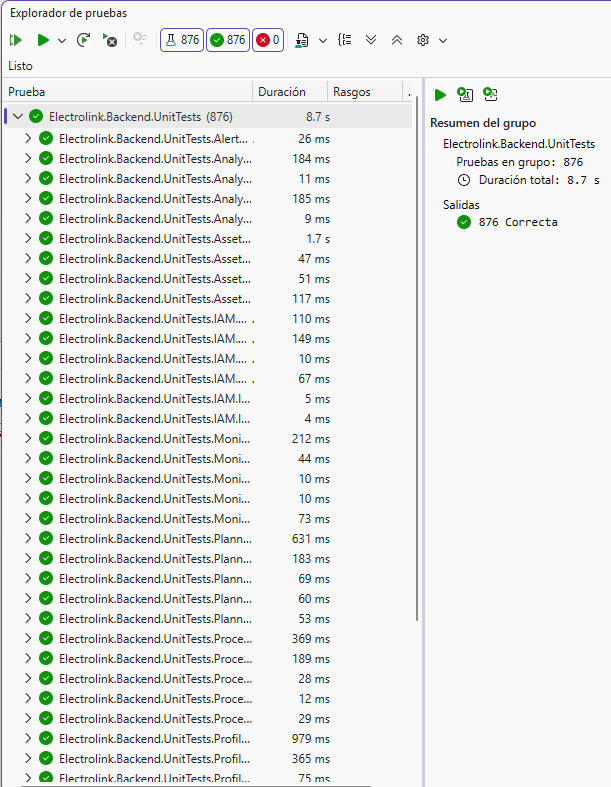 Explorador de pruebas
876 876 0
Listo
Prueba Duración Rasgos
Electrolink.Backend.UnitTests (876) 8.7 s
Electrolink.Backend.UnitTests.Alert... 26 ms
Electrolink.Backend.UnitTests.Analy... 184 ms
Electrolink.Backend.UnitTests.Analy... 11 ms
Electrolink.Backend.UnitTests.Analy... 185 ms
Electrolink.Backend.UnitTests.Analy... 9 ms
Electrolink.Backend.UnitTests.Asset... 1.7 s
Electrolink.Backend.UnitTests.Asset... 47 ms
Electrolink.Backend.UnitTests.Asset... 51 ms
Electrolink.Backend.UnitTests.Asset... 117 ms
Electrolink.Backend.UnitTests.IAM.... 110 ms
Electrolink.Backend.UnitTests.IAM.... 149 ms
Electrolink.Backend.UnitTests.IAM.... 10 ms
Electrolink.Backend.UnitTests.IAM.... 67 ms
Electrolink.Backend.UnitTests.IAM.I... 5 ms
Electrolink.Backend.UnitTests.IAM.I... 4 ms
Electrolink.Backend.UnitTests.Moni... 212 ms
Electrolink.Backend.UnitTests.Moni... 44 ms
Electrolink.Backend.UnitTests.Moni... 10 ms
Electrolink.Backend.UnitTests.Moni... 10 ms
Electrolink.Backend.UnitTests.Moni... 73 ms
Electrolink.Backend.UnitTests.Plann... 631 ms
Electrolink.Backend.UnitTests.Plann... 183 ms
Electrolink.Backend.UnitTests.Plann... 69 ms
Electrolink.Backend.UnitTests.Plann... 60 ms
Electrolink.Backend.UnitTests.Plann... 53 ms
Electrolink.Backend.UnitTests.Proce... 369 ms
Electrolink.Backend.UnitTests.Proce... 189 ms
Electrolink.Backend.UnitTests.Proce... 28 ms
Electrolink.Backend.UnitTests.Proce... 12 ms
Electrolink.Backend.UnitTests.Proce... 29 ms
Electrolink.Backend.UnitTests.Profil... 979 ms
Electrolink.Backend.UnitTests.Profil... 365 ms
Electrolink.Backend.UnitTests.Profil... 75 ms
Resumen del grupo
Electrolink.Backend.UnitTests
Pruebas en grupo: 876
Duración total: 8.7 s
Salidas
876 Correcta